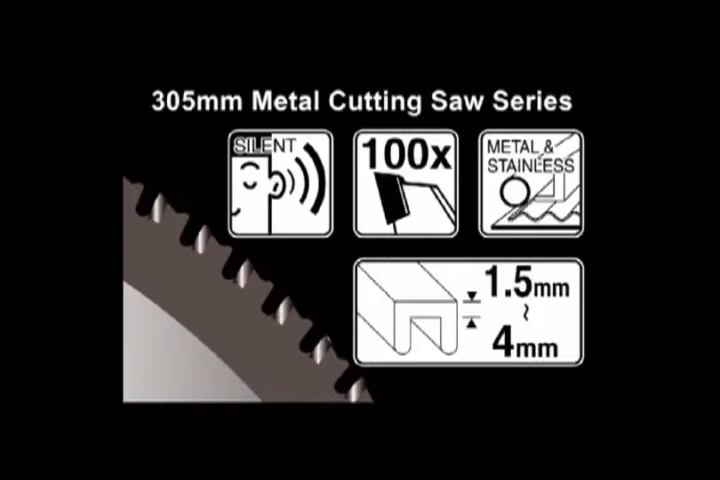 305mm Metal Cutting Saw Series
SILENT
100x
METAL &
STAINLESS
1.5mm
~
4mm